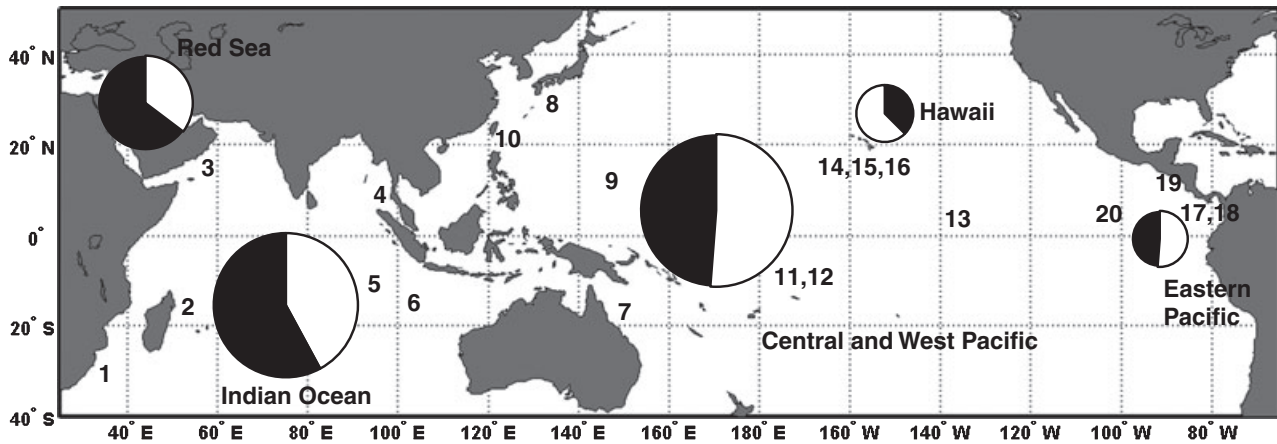 40° N
Red Sea
8
Hawaii
10
20° N
3
14,15,16
9
19
4
13
20
17,18
0°
11,12
5
Eastern
Pacific
6
2
7
20° S
Central and West Pacific
1
Indian Ocean
40° S
40° E 60° E 80° E 100° E 120° E 140° E 160° E 180° E 160° W 140° W 120° W 100° W 80° W